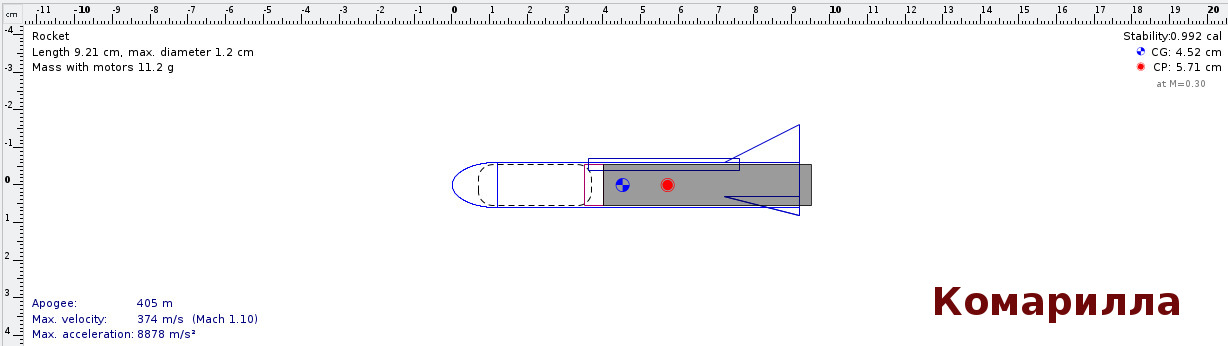 cm
-11 -10 -9 -8 -7 -6 -5 -4 -3 -2 -1 0 1 2 3 4 5 6 7 8 9 10 11 12 13 14 15 16 17 18 19 20
-4
-3
-2
-1
0
1
2
3
4
Rocket
Length 9.21 cm, max. diameter 1.2 cm
Mass with motors 11.2 g
Stability:0.992 cal
CG: 4.52 cm
CP: 5.71 cm
at M=0.30
Apogee: 405 m
Max. velocity: 374 m/s (Mach 1.10)
Max. acceleration: 8878 m/s²
Комарилла